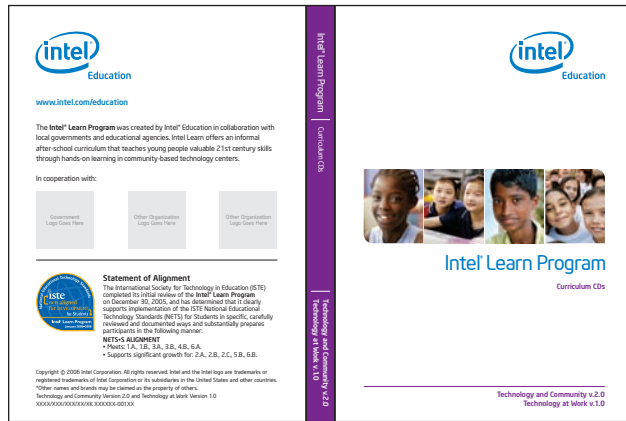 intel
Education
www.intel.com/education
The Intel® Learn Program was created by Intel® Education in collaboration with
local governments and educational agencies. Intel Learn offers an informal
after-school curriculum that teaches young people valuable 21st century skills
through hands-on learning in community-based technology centers.
In cooperation with:
Government
Logo Goes Here
Other Organization
Logo Goes Here
Other Organization
Logo Goes Here
iste
nets aligned
for development
for Students
Intel® Learn Program
Statement of Alignment
The International Society for Technology in Education (ISTE)
completed its initial review of the Intel® Learn Program
on December 30, 2005, and has determined that it clearly
supports implementation of the ISTE National Educational
Technology Standards (NETS) for Students in specific, carefully
reviewed and documented ways and substantially prepares
participants in the following manner:
NETS•S ALIGNMENT
• Meets: 1.A., 1.B., 3.A., 3.B., 4.B., 6.A.
• Supports significant growth for: 2.A., 2.B., 2.C., 5.B., 6.B.
Copyright © 2006 Intel Corporation. All rights reserved. Intel and the Intel logo are trademarks or
registered trademarks of Intel Corporation or its subsidiaries in the United States and other countries.
*Other names and brands may be claimed as the property of others.
Technology and Community Version 2.0 and Technology at Work Version 1.0
XXXX/XXX/XXX/XX/XK XXXXXX-001XX
Intel® Learn Program
Curriculum CDs
Technology and Community v.2.0
Technology at Work v.1.0
intel
Education
Intel® Learn Program
Curriculum CDs
Technology and Community v.2.0
Technology at Work v.1.0